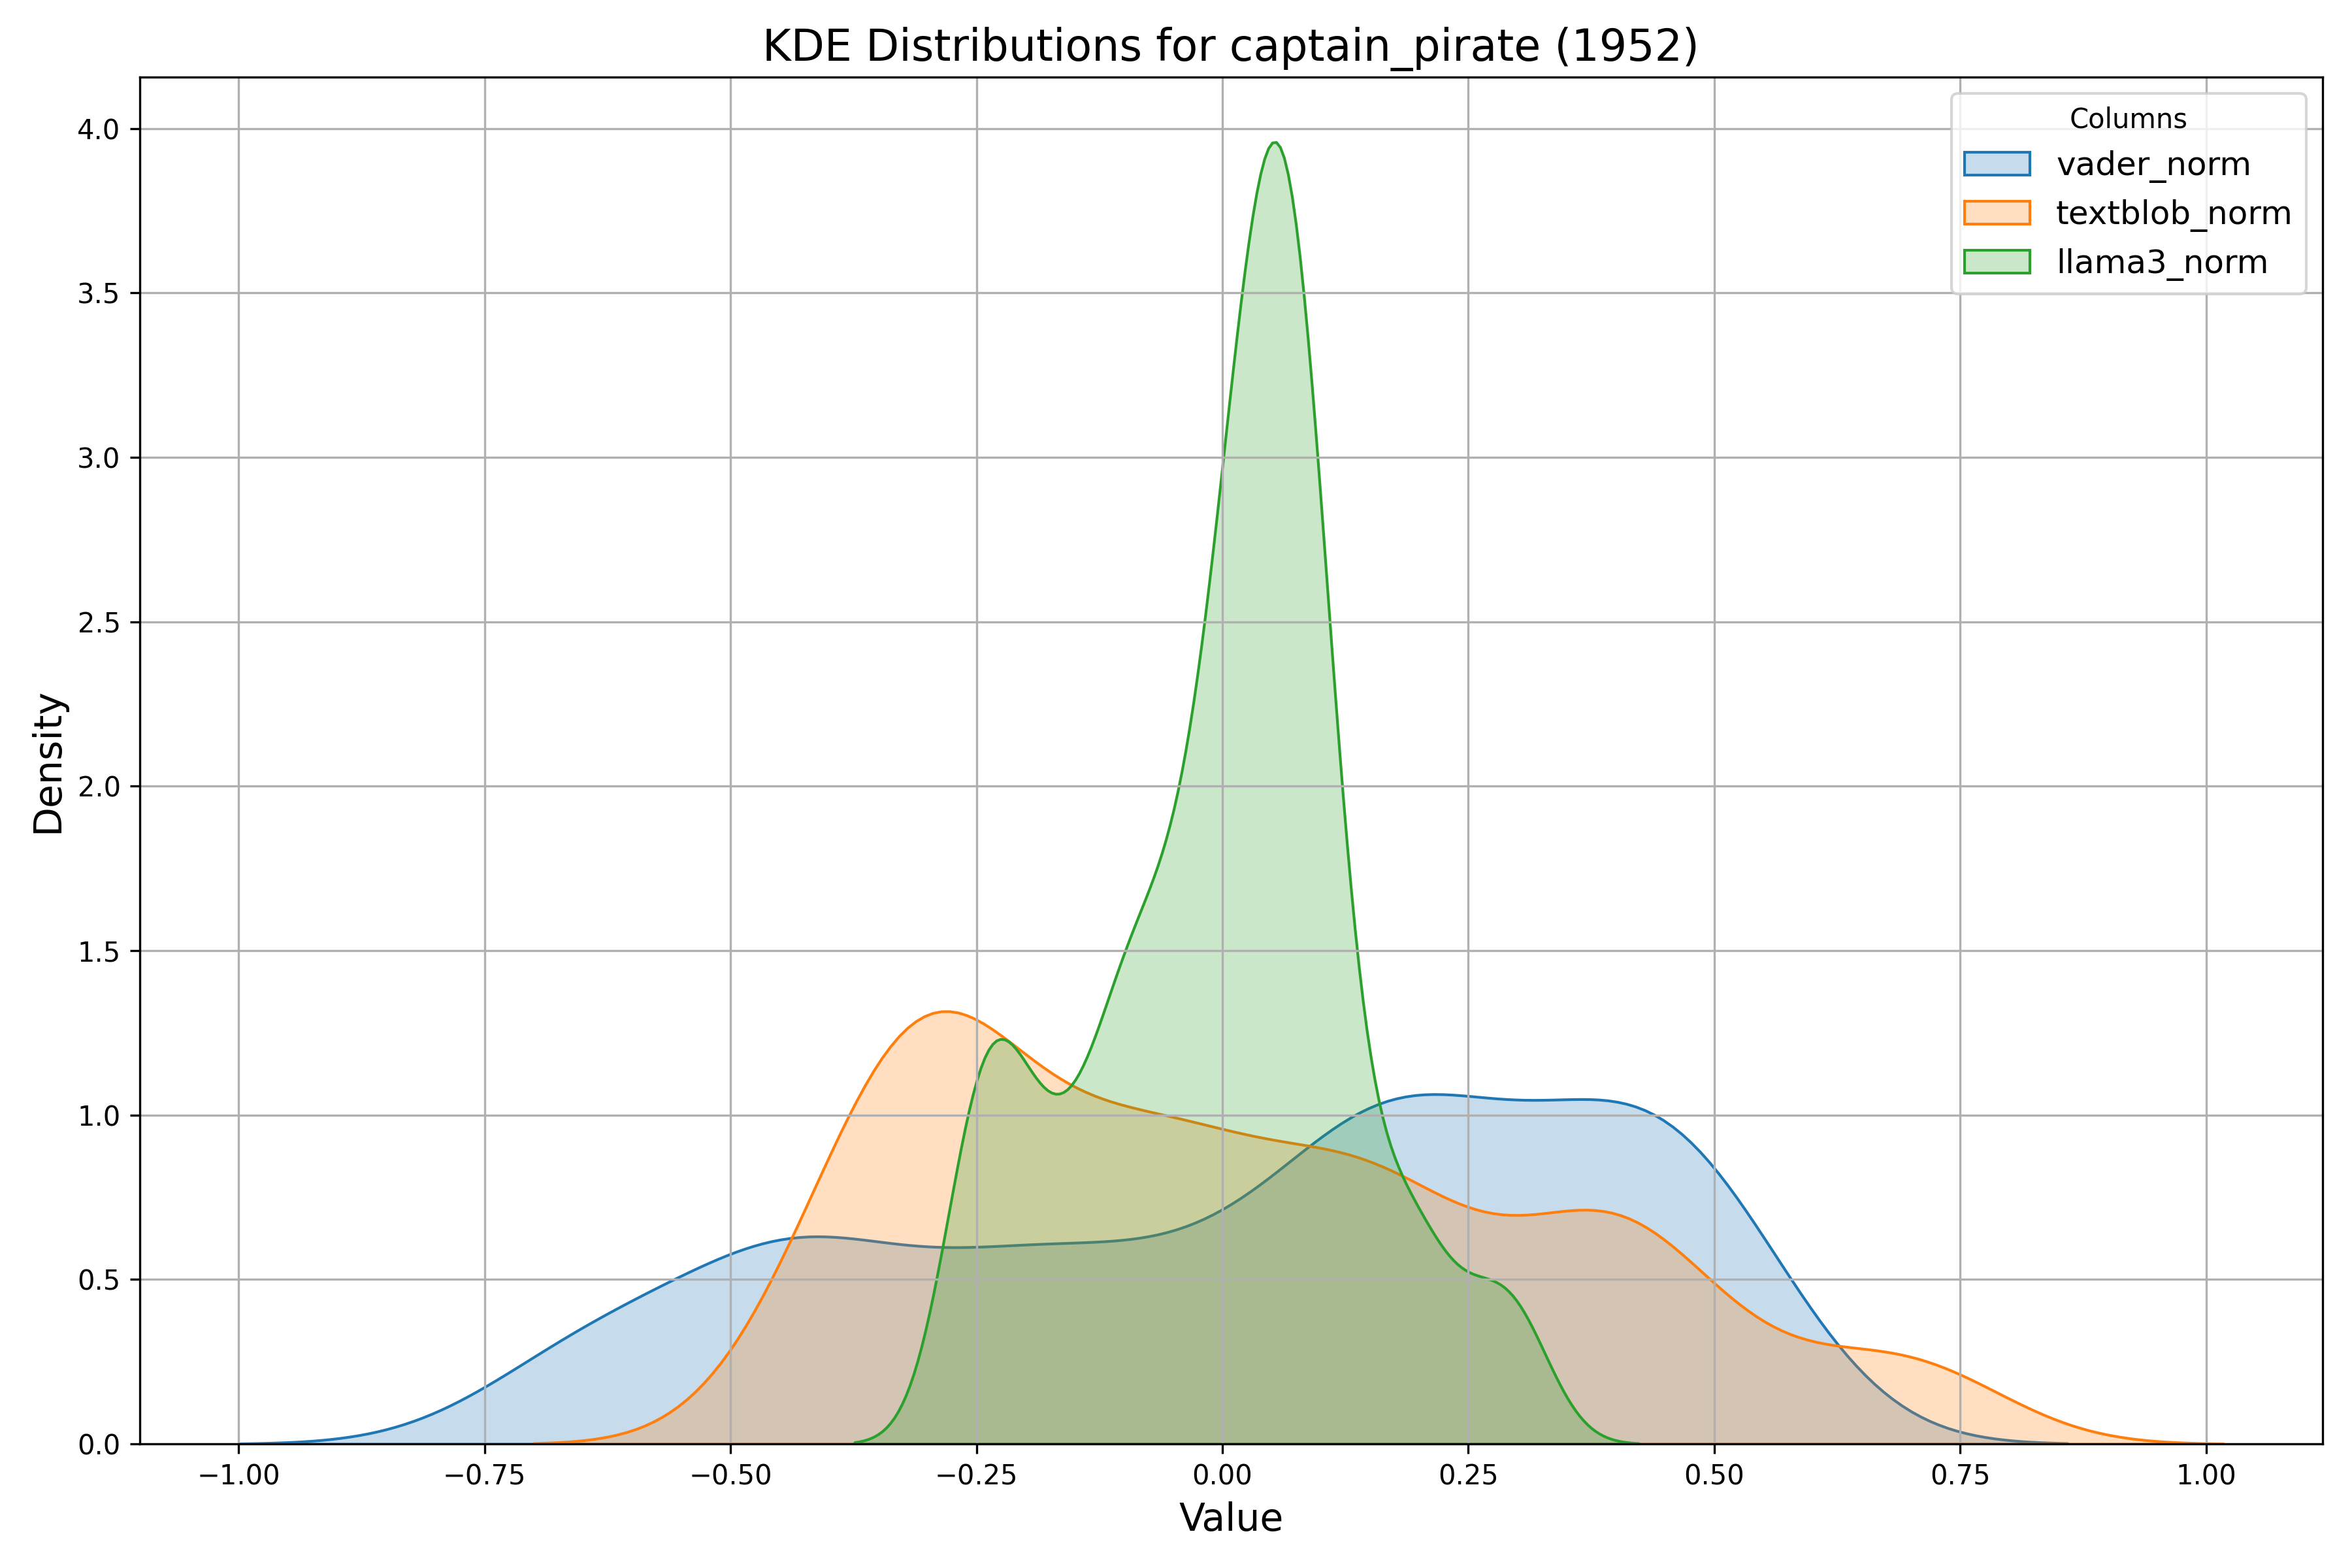 KDE Distributions for captain_pirate (1952)
Columns
vader_norm
textblob_norm
llama3_norm
Density
4.0
3.5
3.0
2.5
2.0
1.5
1.0
0.5
0.0
−1.00 −0.75 −0.50 −0.25 0.00 0.25 0.50 0.75 1.00
Value